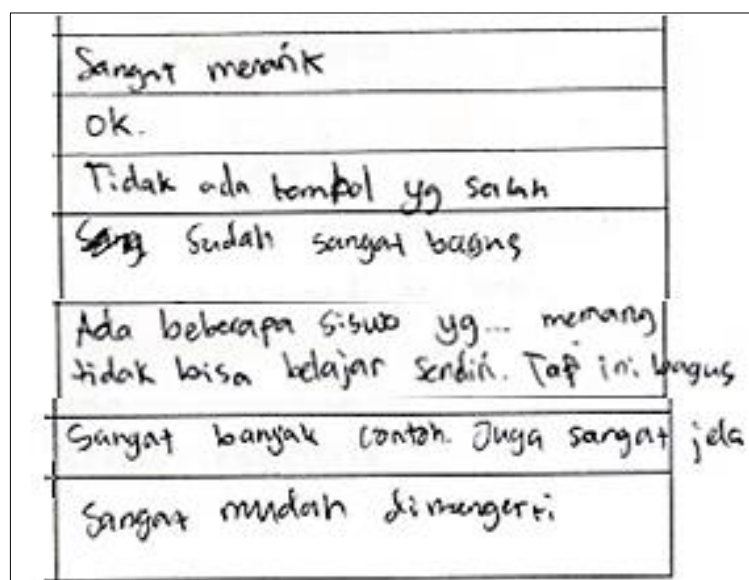 Sangat menarik
Ok.
Tidak ada tombol yg salah
Sudah sangat bagus
Ada beberapa siswa yg... memang
tidak bisa belajar sendiri. Tapi ini bagus
Sangat banyak contoh. Juga sangat jela
Sangat mudah dimengerti